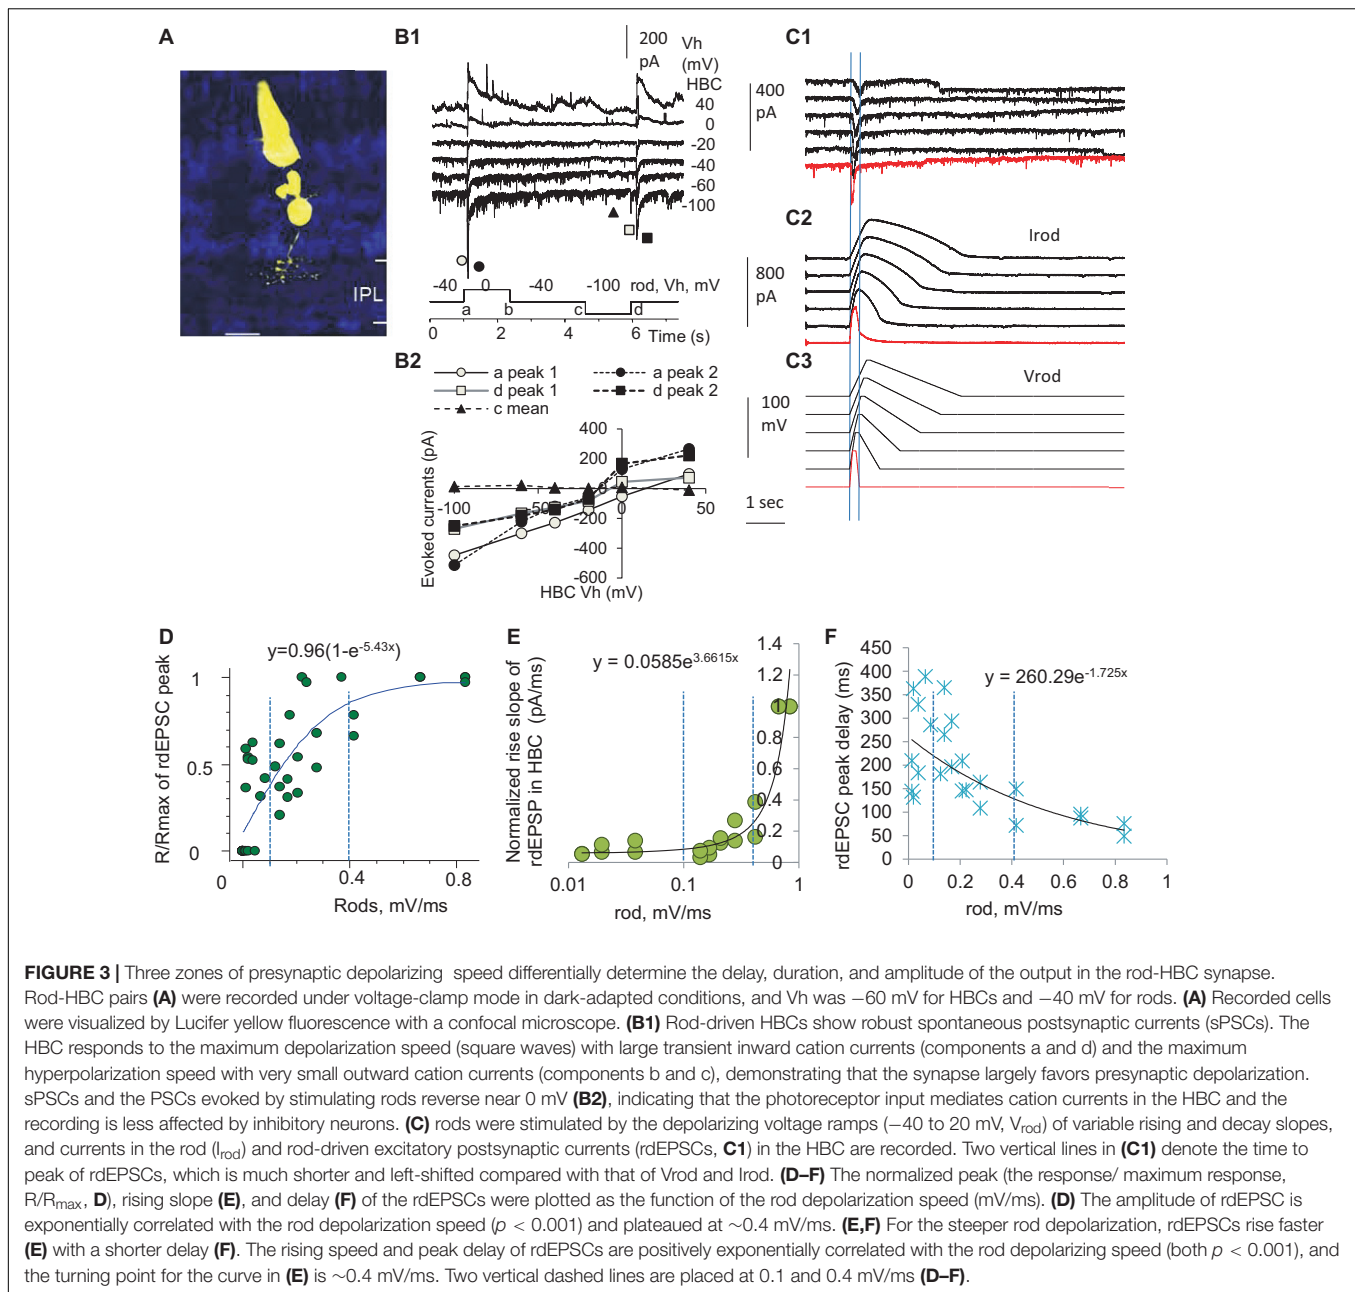 A
IPL
B1
200
pA
Vh
(mV)
HBC
40
0
-20
-40
-60
-100
-40 0 -40 -100 rod, Vh, mV
a b c d
0 2 4 6 Time (s)
B2
a peak 1 a peak 2
d peak 1 d peak 2
c mean
Evoked currents (pA)
400
200
0
-200
-400
-600
-100 -50 0 50
HBC Vh (mV)
C1
400
pA
C2
Irod
800
pA
C3
Vrod
100
mV
1 sec
D
y=0.96(1-e-5.43x)
R/Rmax of rdEPSC peak
1
0.5
0
0 0.4 0.8
Rods, mV/ms
E
y = 0.0585e3.6615x
Normalized rise slope of
rdEPSP in HBC (pA/ms)
1.4
1.2
1
0.8
0.6
0.4
0.2
0
0.01 0.1 1
rod, mV/ms
F
y = 260.29e-1.725x
rdEPSC peak delay (ms)
450
400
350
300
250
200
150
100
50
0
0 0.2 0.4 0.6 0.8 1
rod, mV/ms
FIGURE 3 | Three zones of presynaptic depolarizing speed differentially determine the delay, duration, and amplitude of the output in the rod-HBC synapse.
Rod-HBC pairs (A) were recorded under voltage-clamp mode in dark-adapted conditions, and Vh was −60 mV for HBCs and −40 mV for rods. (A) Recorded cells
were visualized by Lucifer yellow fluorescence with a confocal microscope. (B1) Rod-driven HBCs show robust spontaneous postsynaptic currents (sPSCs). The
HBC responds to the maximum depolarization speed (square waves) with large transient inward cation currents (components a and d) and the maximum
hyperpolarization speed with very small outward cation currents (components b and c), demonstrating that the synapse largely favors presynaptic depolarization.
sPSCs and the PSCs evoked by stimulating rods reverse near 0 mV (B2), indicating that the photoreceptor input mediates cation currents in the HBC and the
recording is less affected by inhibitory neurons. (C) rods were stimulated by the depolarizing voltage ramps (−40 to 20 mV, Vrod) of variable rising and decay slopes,
and currents in the rod (Irod) and rod-driven excitatory postsynaptic currents (rdEPSCs, C1) in the HBC are recorded. Two vertical lines in (C1) denote the time to
peak of rdEPSCs, which is much shorter and left-shifted compared with that of Vrod and Irod. (D–F) The normalized peak (the response/ maximum response,
R/Rmax, D), rising slope (E), and delay (F) of the rdEPSCs were plotted as the function of the rod depolarization speed (mV/ms). (D) The amplitude of rdEPSC is
exponentially correlated with the rod depolarization speed (p < 0.001) and plateaued at ∼0.4 mV/ms. (E,F) For the steeper rod depolarization, rdEPSCs rise faster
(E) with a shorter delay (F). The rising speed and peak delay of rdEPSCs are positively exponentially correlated with the rod depolarizing speed (both p < 0.001), and
the turning point for the curve in (E) is ∼0.4 mV/ms. Two vertical dashed lines are placed at 0.1 and 0.4 mV/ms (D–F).